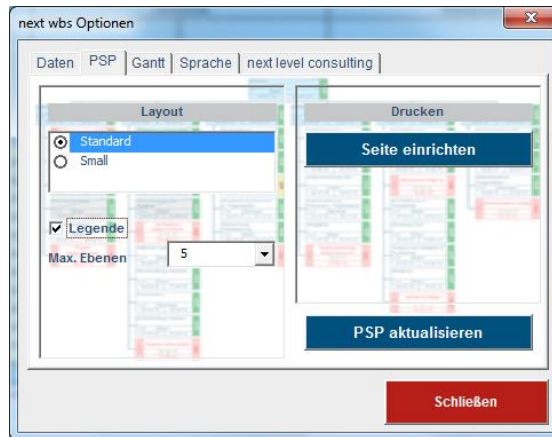 next wbs Optionen
Daten PSP Gantt Sprache next level consulting
Layout
Standard
Small
Legende
Max. Ebenen 5
Drucken
Seite einrichten
PSP aktualisieren
Schließen